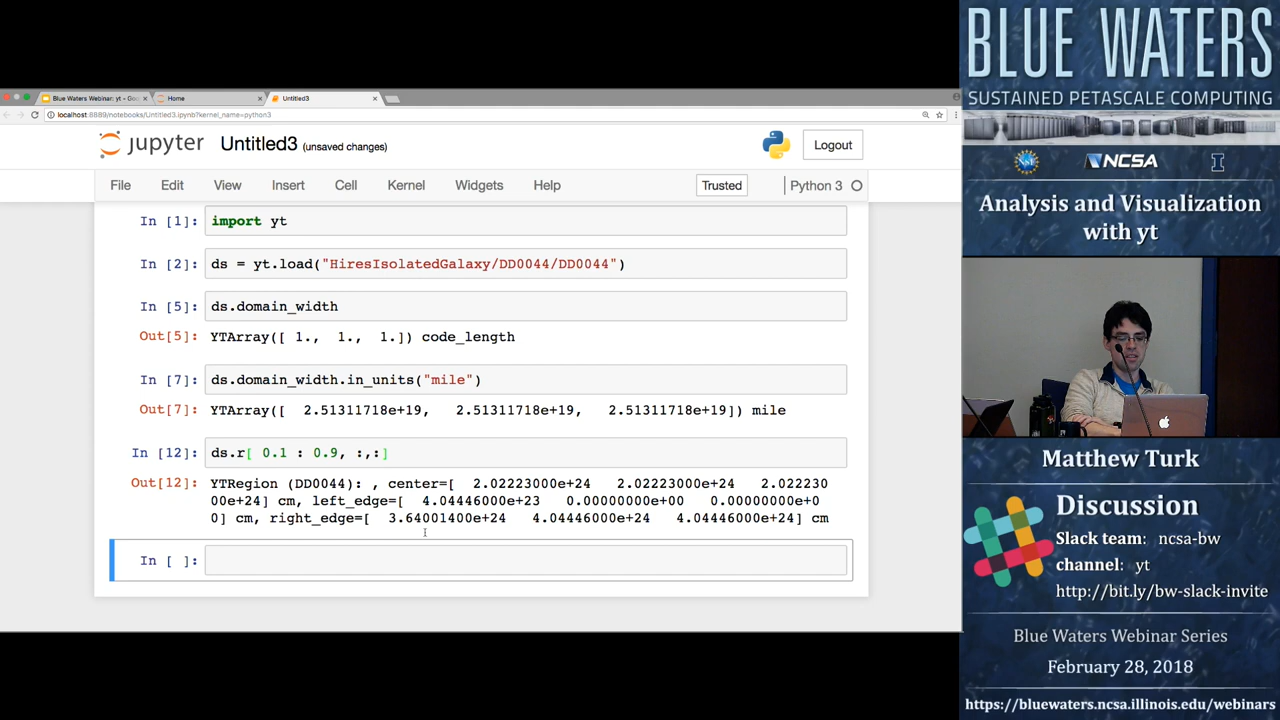 Blue Waters Webinar: yt - Goo
Home
Untitled3
localhost:8889/notebooks/Untitled3.ipynb?kernel_name=python3
jupyter
Untitled3 (unsaved changes)
Logout
File Edit View Insert Cell Kernel Widgets Help
Trusted
Python 3
In [1]: import yt
In [2]: ds = yt.load("HiresIsolatedGalaxy/DD0044/DD0044")
In [5]: ds.domain_width
Out[5]: YTArray([ 1., 1., 1.]) code_length
In [7]: ds.domain_width.in_units("mile")
Out[7]: YTArray([ 2.51311718e+19, 2.51311718e+19, 2.51311718e+19]) mile
In [12]: ds.r[ 0.1 : 0.9, :,:]
Out[12]: YTRegion (DD0044): , center=[ 2.02223000e+24 2.02223000e+24 2.022230
00e+24] cm, left_edge=[ 4.04446000e+23 0.00000000e+00 0.00000000e+0
0] cm, right_edge=[ 3.64001400e+24 4.04446000e+24 4.04446000e+24] cm
In [ ]:
BLUE WATERS
SUSTAINED PETASCALE COMPUTING
NSF
NCSA
I
Analysis and Visualization
with yt
Matthew Turk
Discussion
Slack team: ncsa-bw
channel: yt
http://bit.ly/bw-slack-invite
Blue Waters Webinar Series
February 28, 2018
https://bluewaters.ncsa.illinois.edu/webinars